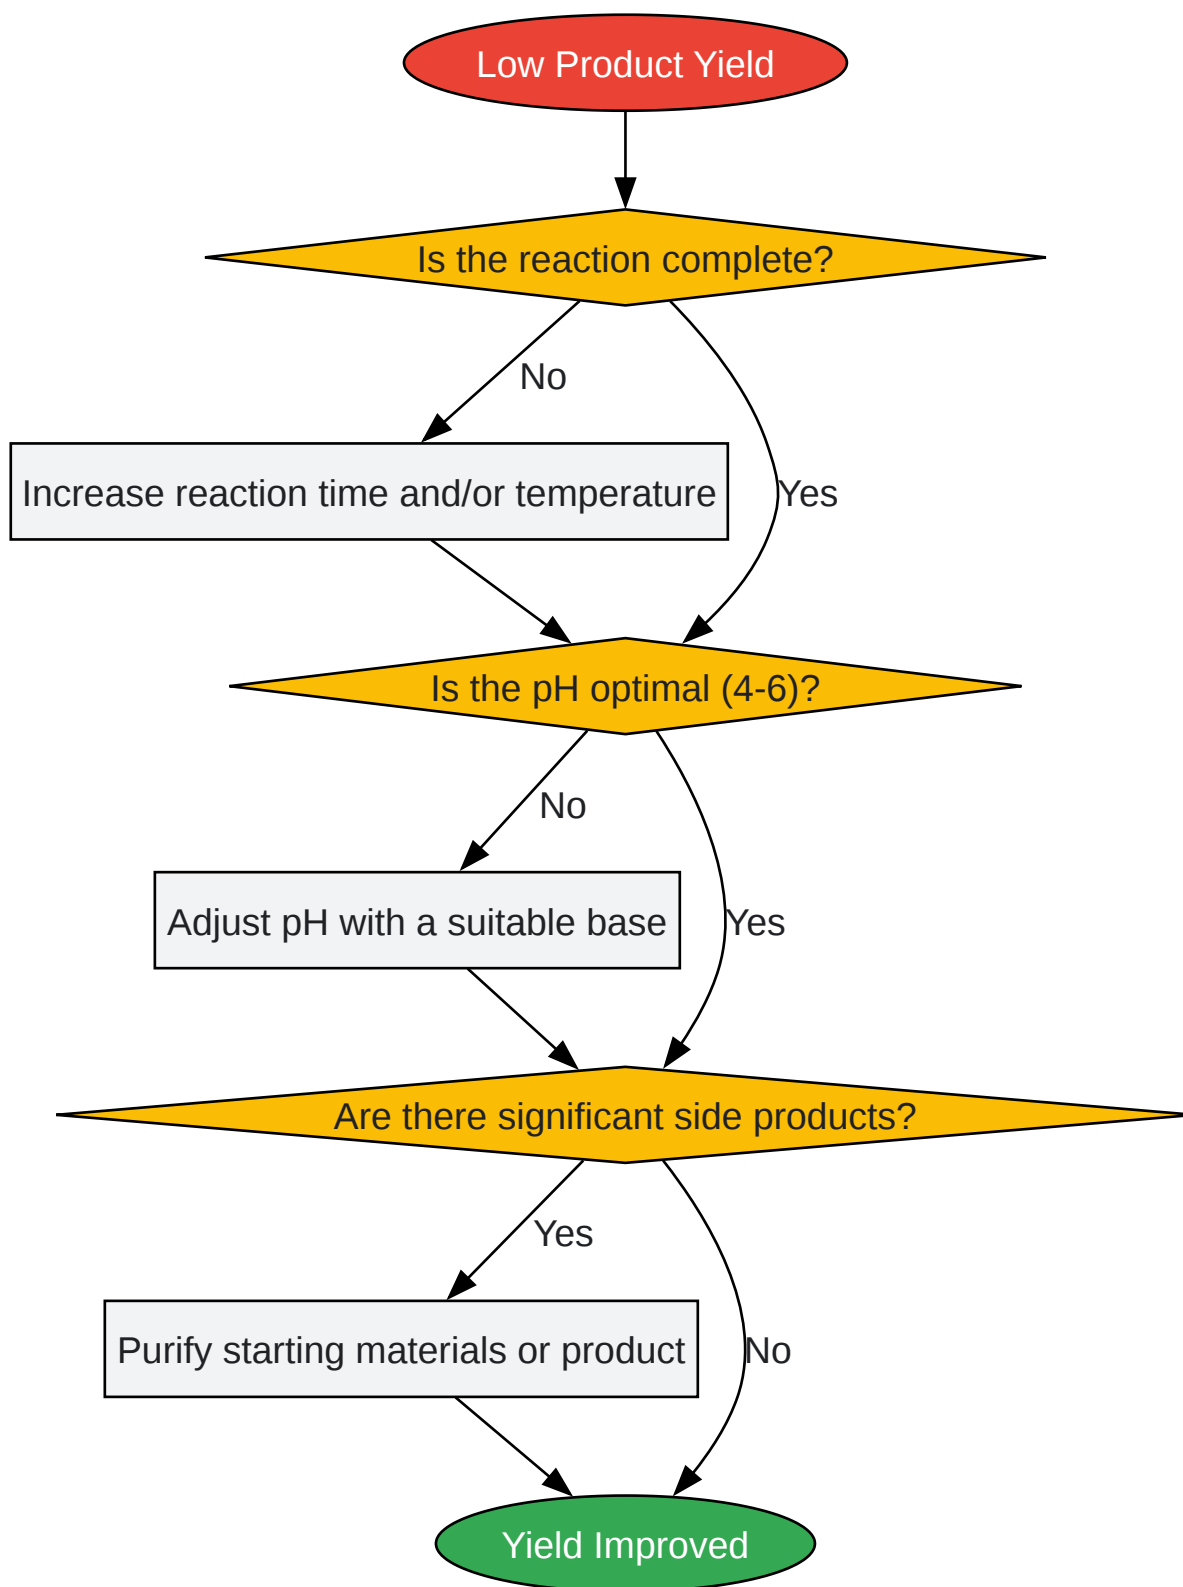 Low Product Yield
Is the reaction complete?
No
Increase reaction time and/or temperature
Yes
Is the pH optimal (4-6)?
No
Adjust pH with a suitable base
Yes
Are there significant side products?
Yes
Purify starting materials or product
No
Yield Improved